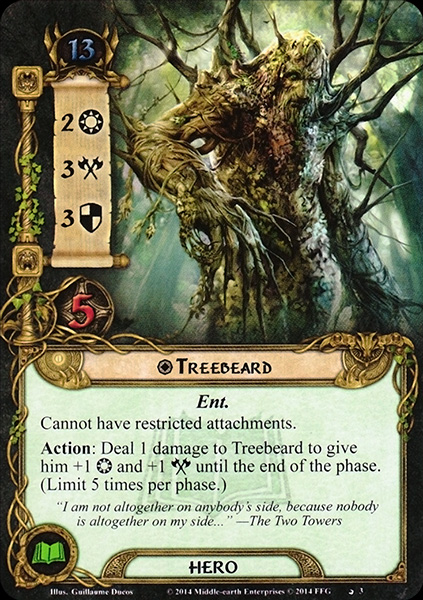 13
2
3
3
5
Treebeard
Ent.
Cannot have restricted attachments.
Action: Deal 1 damage to Treebeard to give
him +1 and +1 until the end of the phase.
(Limit 5 times per phase.)
“I am not altogether on anybody's side, because nobody
is altogether on my side...” —The Two Towers
HERO
Illus. Guillaume Ducos © 2014 Middle-earth Enterprises © 2014 FFG 3